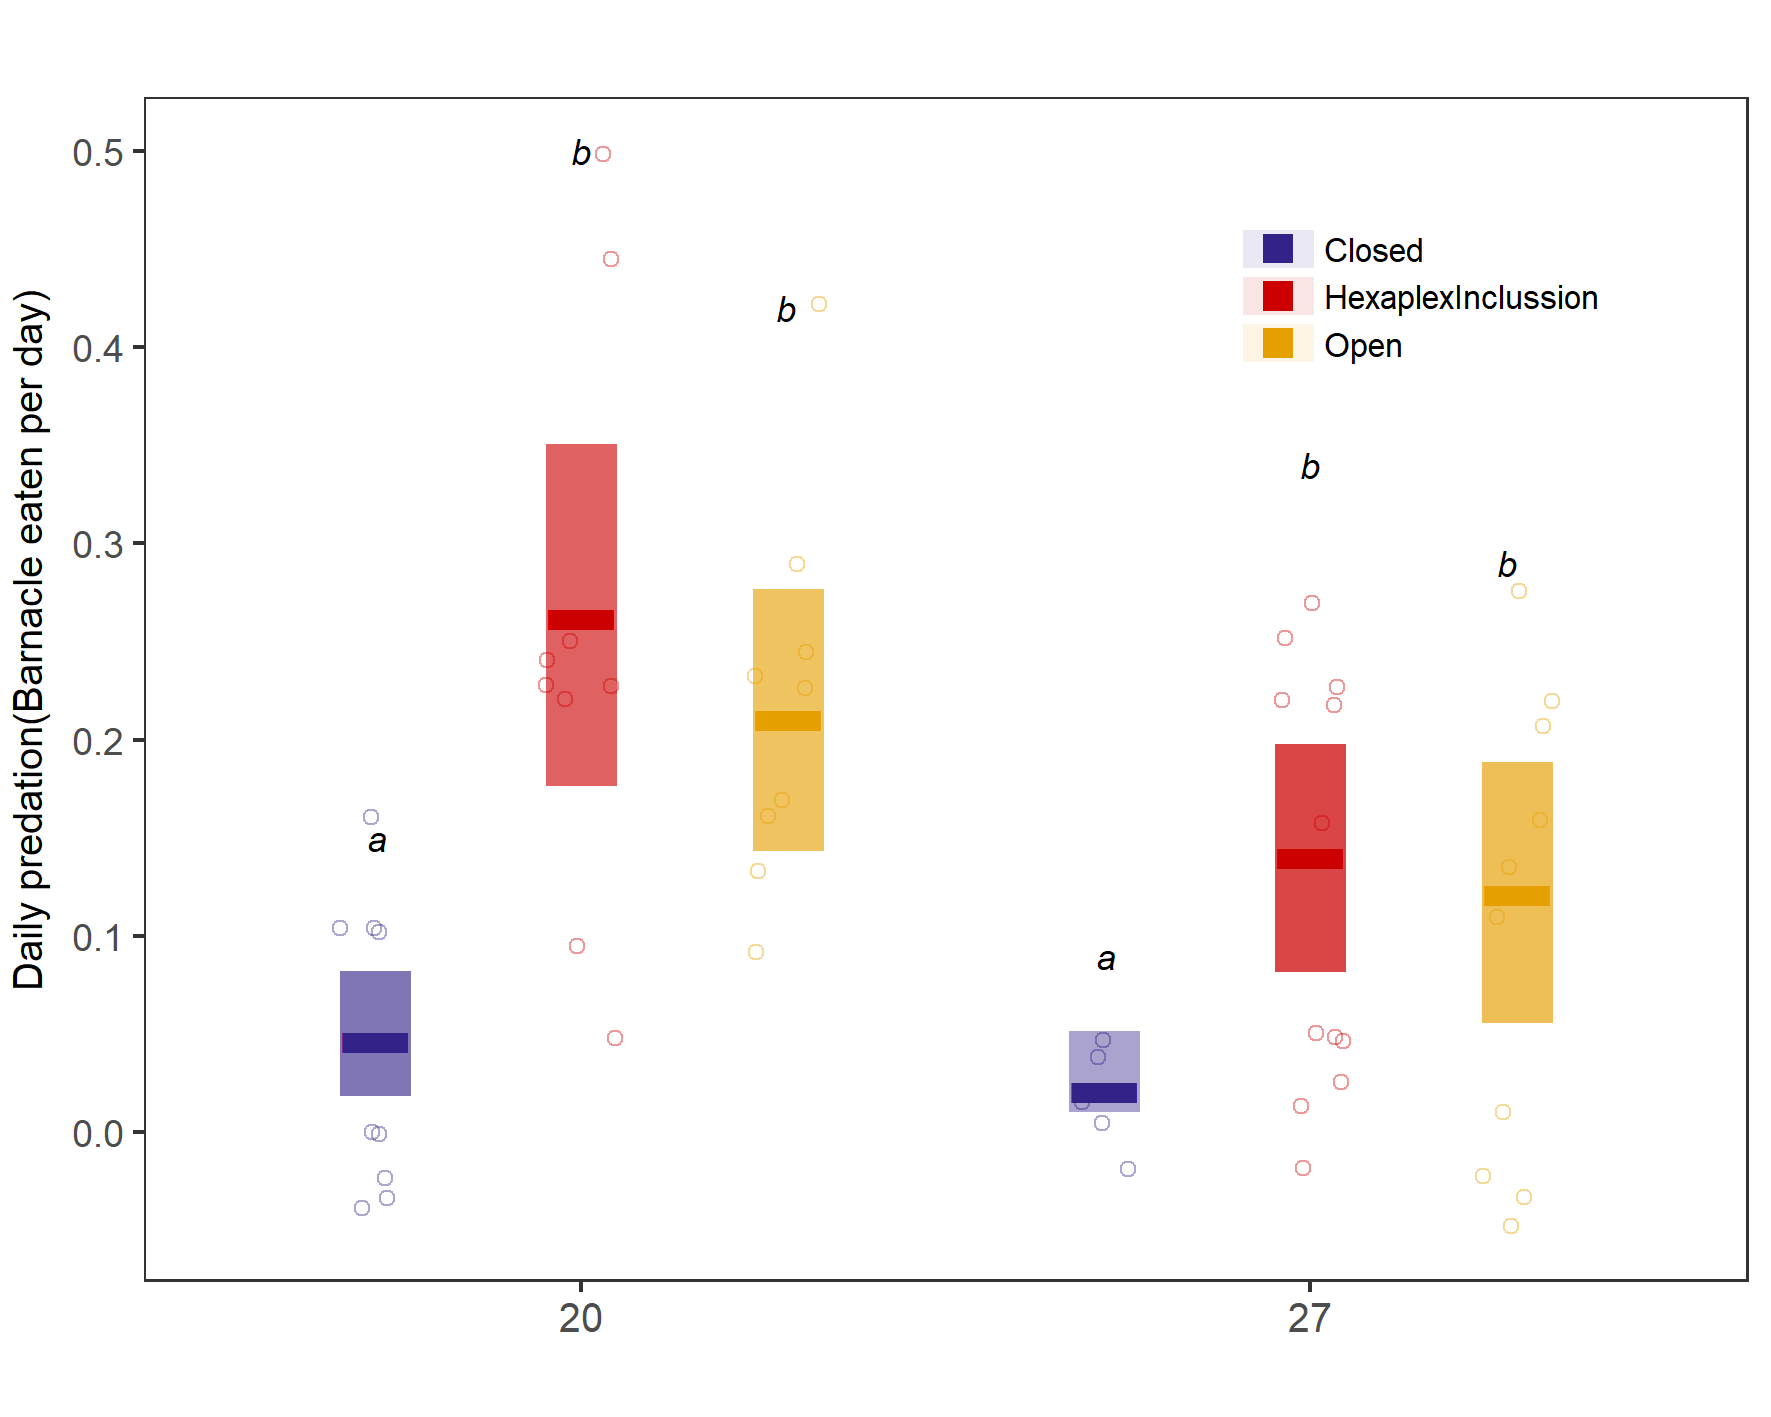 Daily predation(Barnacle eaten per day)
0.5
0.4
0.3
0.2
0.1
0.0
b
b
a
b
b
a
Closed
HexaplexInclussion
Open
20
27